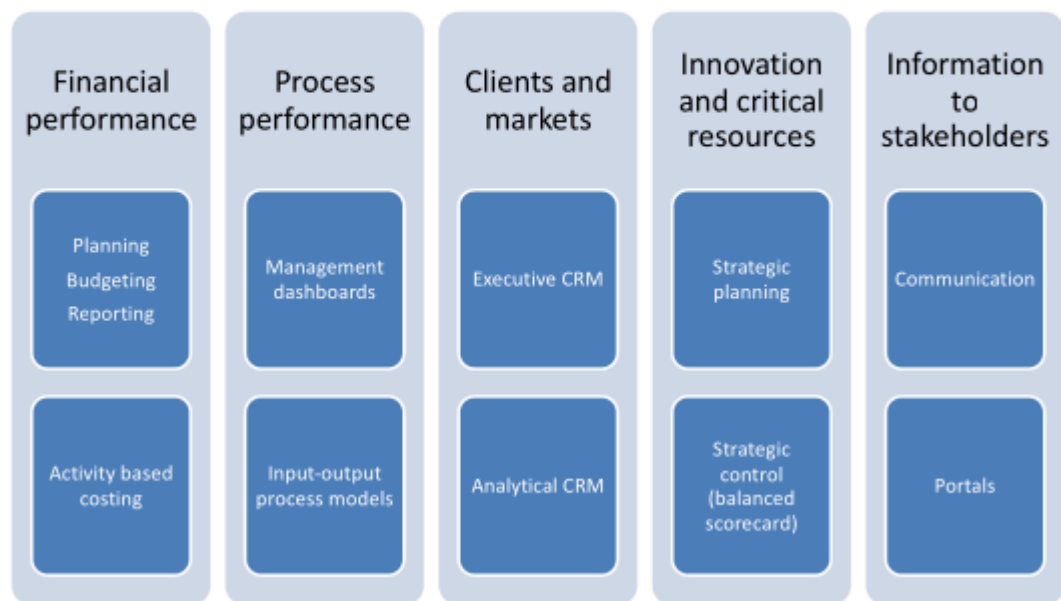 Financial
performance
Planning
Budgeting
Reporting
Activity based
costing
Process
performance
Management
dashboards
Input-output
process models
Clients and
markets
Executive CRM
Analytical CRM
Innovation
and critical
resources
Strategic
planning
Strategic
control
(balanced
scorecard)
Information
to
stakeholders
Communication
Portals